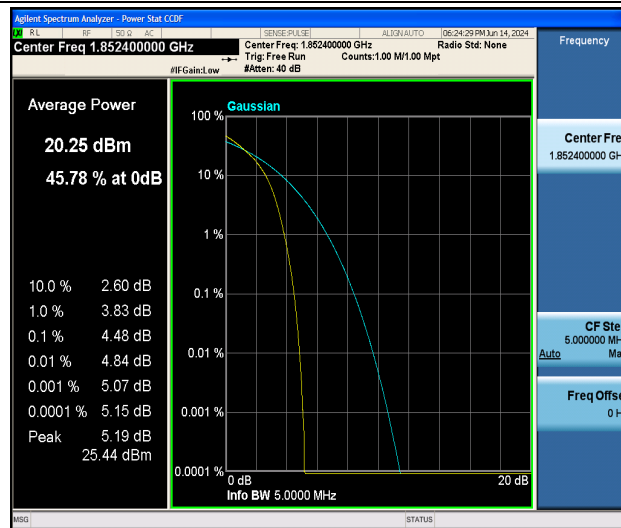 Agilent Spectrum Analyzer - Power Stat CCDF
RL RF 50 Ω AC SENSE:PULSE ALIGN AUTO 06:24:29 PM Jun 14, 2024
Center Freq 1.852400000 GHz
Center Freq: 1.852400000 GHz Radio Std: None
Trig: Free Run Counts:1.00 M/1.00 Mpt
#IFGain:Low #Atten: 40 dB
Frequency
Average Power
20.25 dBm
45.78 % at 0dB
10.0 % 2.60 dB
1.0 % 3.83 dB
0.1 % 4.48 dB
0.01 % 4.84 dB
0.001 % 5.07 dB
0.0001 % 5.15 dB
Peak 5.19 dB
25.44 dBm
Gaussian
100 %
10 %
1 %
0.1 %
0.01 %
0.001 %
0.0001 %
0 dB 20 dB
Info BW 5.0000 MHz
Center Fre
1.852400000 GH
CF Ste
5.000000 MH
Auto Ma
Freq Offse
0 H
MSG STATUS